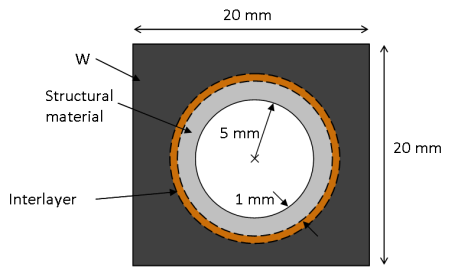 20 mm
W
Structural
material
5 mm
20 mm
Interlayer
1 mm